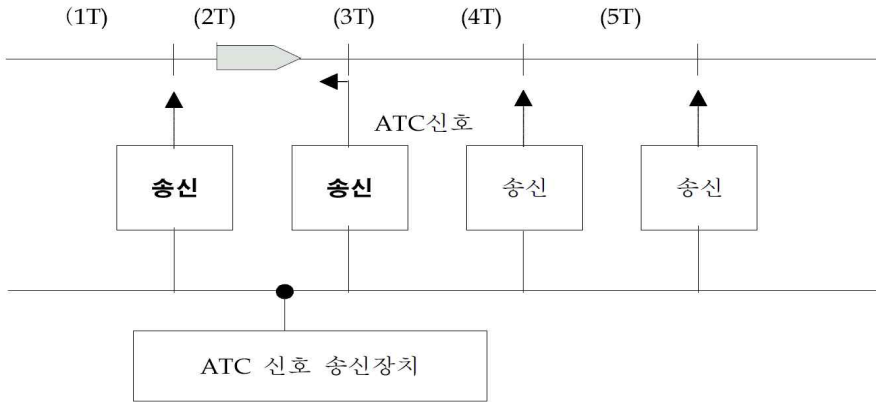 (1T) (2T) (3T) (4T) (5T)
ATC신호
송신 송신 송신 송신
ATC 신호 송신장치